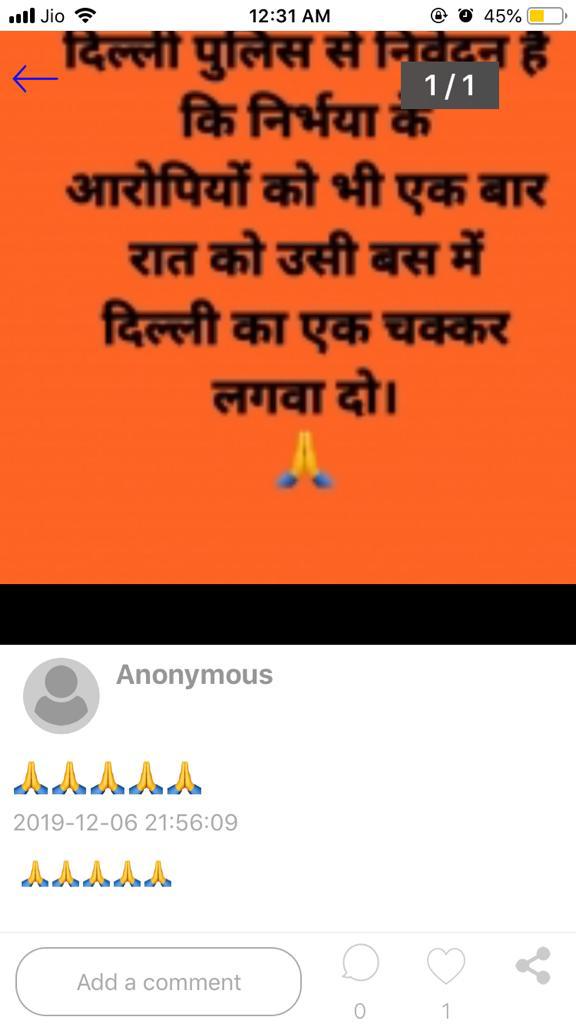 Jio 12:31 AM 45%
दिल्ली पुलिस से निवेदन है
1/1
कि निर्भया के
आरोपियों को भी एक बार
रात को उसी बस में
दिल्ली का एक चक्कर
लगवा दो।
🙏
Anonymous
🙏🙏🙏🙏🙏
2019-12-06 21:56:09
🙏🙏🙏🙏🙏
Add a comment
0 1